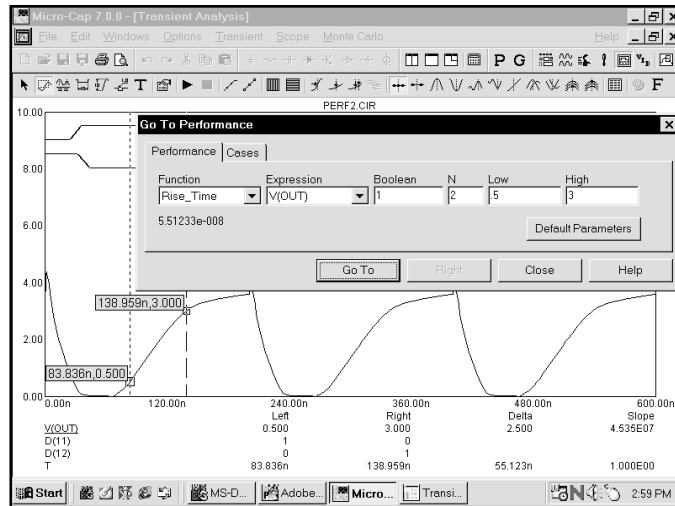 Micro-Cap 7.0.0 - [Transient Analysis]
File Edit Windows Options Transient Scope Monte Carlo Help
P G
T F
PERF2.CIR
10.00
8.00
6.00
4.00
2.00
0.00
Go To Performance
Performance Cases
Function Expression Boolean N Low High
Rise_Time V(OUT) 1 2 .5 3
5.51233e-008
Default Parameters
Go To Right Close Help
138.959n,3.000
83.836n,0.500
0.00n 120.00n 240.00n 360.00n 480.00n 600.00n
Left Right Delta Slope
V(OUT) 0.500 3.000 2.500 4.535E07
D(11) 1 0
D(12) 0 1
T 83.836n 138.959n 55.123n 1.000E00
Start MS-D... Adobe... Micro... Transi... 2:59 PM